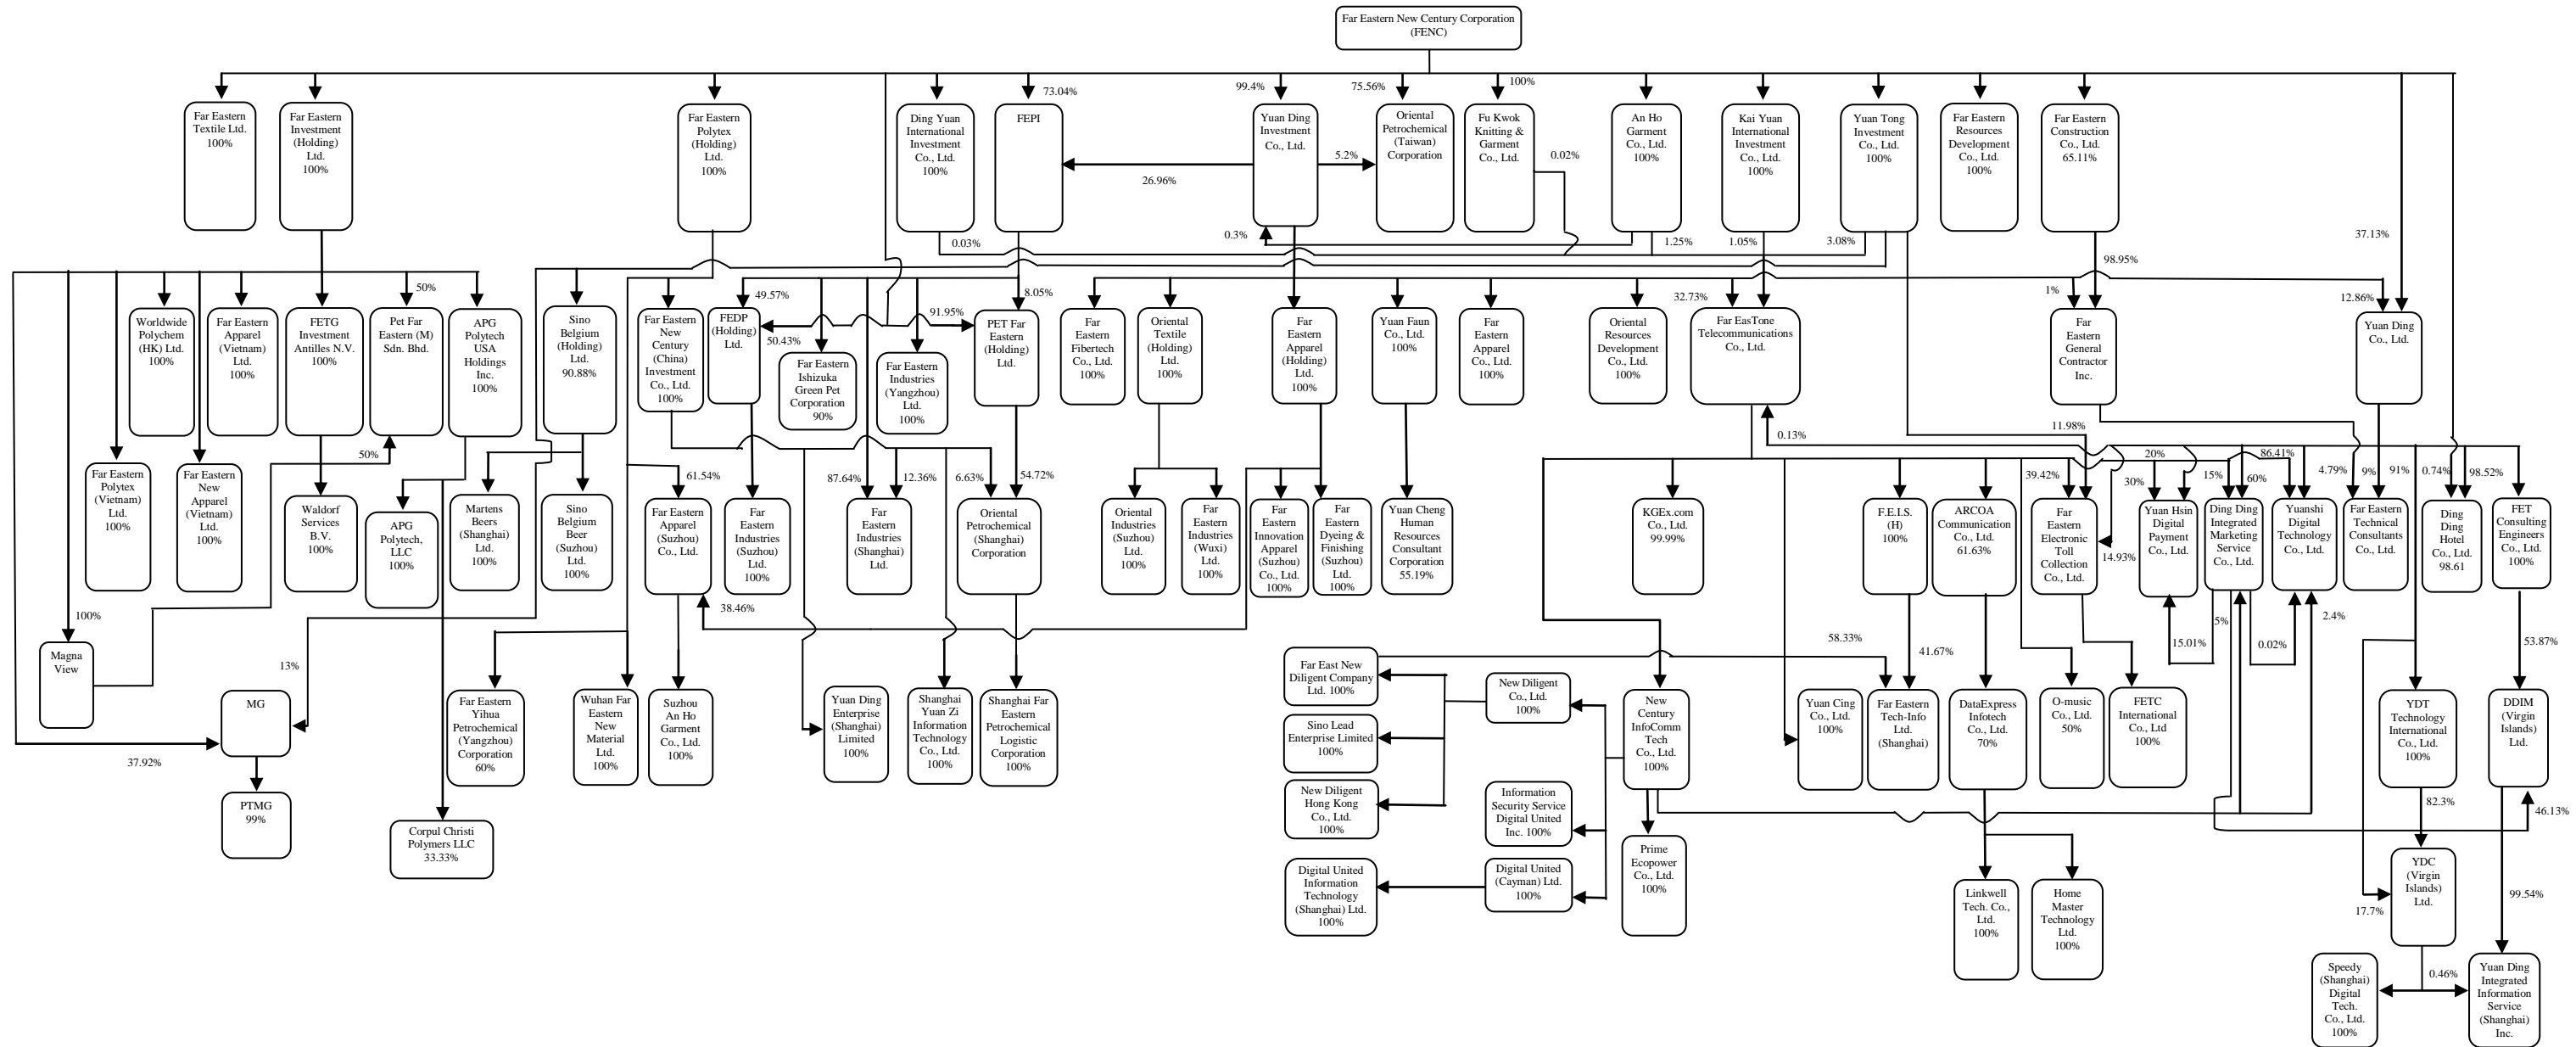 Far Eastern New Century Corporation
(FENC)
73.04%
99.4%
75.56%
100%
Far Eastern
Textile Ltd.
100%
Far Eastern
Investment
(Holding)
Ltd.
100%
Far Eastern
Polytex
(Holding)
Ltd.
100%
Ding Yuan
International
Investment
Co., Ltd.
100%
FEPI
Yuan Ding
Investment
Co., Ltd.
Oriental
Petrochemical
(Taiwan)
Corporation
Fu Kwok
Knitting &
Garment
Co., Ltd.
An Ho
Garment
Co., Ltd.
100%
Kai Yuan
International
Investment
Co., Ltd.
100%
Yuan Tong
Investment
Co., Ltd.
100%
Far Eastern
Resources
Development
Co., Ltd.
100%
Far Eastern
Construction
Co., Ltd.
65.11%
26.96%
5.2%
0.02%
0.03%
0.3%
1.25%
1.05%
3.08%
98.95%
37.13%
50%
49.57%
8.05%
91.95%
50.43%
32.73%
1%
12.86%
Worldwide
Polychem
(HK) Ltd.
100%
Far Eastern
Apparel
(Vietnam)
Ltd.
100%
FETG
Investment
Antilles N.V.
100%
Pet Far
Eastern (M)
Sdn. Bhd.
APG
Polytech
USA
Holdings
Inc.
100%
Sino
Belgium
(Holding)
Ltd.
90.88%
Far Eastern
New
Century
(China)
Investment
Co., Ltd.
100%
FEDP
(Holding)
Ltd.
Far Eastern
Ishizuka
Green Pet
Corporation
90%
Far Eastern
Industries
(Yangzhou)
Ltd.
100%
PET Far
Eastern
(Holding)
Ltd.
Far
Eastern
Fibertech
Co., Ltd.
100%
Oriental
Textile
(Holding)
Ltd.
100%
Far
Eastern
Apparel
(Holding)
Ltd.
100%
Yuan Faun
Co., Ltd.
100%
Far
Eastern
Apparel
Co., Ltd.
100%
Oriental
Resources
Development
Co., Ltd.
100%
Far EasTone
Telecommunications
Co., Ltd.
Far
Eastern
General
Contractor
Inc.
Yuan Ding
Co., Ltd.
50%
61.54%
87.64%
12.36%
6.63%
54.72%
0.13%
11.98%
39.42%
14.93%
20%
30%
15%
60%
86.41%
4.79%
9%
91%
0.74%
98.52%
Far Eastern
Polytex
(Vietnam)
Ltd.
100%
Far Eastern
New
Apparel
(Vietnam)
Ltd.
100%
Waldorf
Services
B.V.
100%
APG
Polytech,
LLC
100%
Martens
Beers
(Shanghai)
Ltd.
100%
Sino
Belgium
Beer
(Suzhou)
Ltd.
100%
Far Eastern
Apparel
(Suzhou)
Co., Ltd.
Far
Eastern
Industries
(Suzhou)
Ltd.
100%
Far
Eastern
Industries
(Shanghai)
Ltd.
Oriental
Petrochemical
(Shanghai)
Corporation
Oriental
Industries
(Suzhou)
Ltd.
100%
Far
Eastern
Industries
(Wuxi)
Ltd.
100%
Far
Eastern
Innovation
Apparel
(Suzhou)
Co., Ltd.
100%
Far
Eastern
Dyeing &
Finishing
(Suzhou)
Ltd.
100%
Yuan Cheng
Human
Resources
Consultant
Corporation
55.19%
KGEx.com
Co., Ltd.
99.99%
F.E.I.S.
(H)
100%
ARCOA
Communication
Co., Ltd.
61.63%
Far
Eastern
Electronic
Toll
Collection
Co., Ltd.
Yuan Hsin
Digital
Payment
Co., Ltd.
Ding Ding
Integrated
Marketing
Service
Co., Ltd.
Yuanshi
Digital
Technology
Co., Ltd.
Far Eastern
Technical
Consultants
Co., Ltd.
Ding
Ding
Hotel
Co., Ltd.
98.61
FET
Consulting
Engineers
Co., Ltd.
100%
100%
38.46%
13%
37.92%
58.33%
41.67%
15.01%
5%
0.02%
2.4%
53.87%
Magna
View
MG
PTMG
99%
Corpul Christi
Polymers LLC
33.33%
Far Eastern
Yihua
Petrochemical
(Yangzhou)
Corporation
60%
Wuhan Far
Eastern
New
Material
Ltd.
100%
Suzhou
An Ho
Garment
Co., Ltd.
100%
Yuan Ding
Enterprise
(Shanghai)
Limited
100%
Shanghai
Yuan Zi
Information
Technology
Co., Ltd.
100%
Shanghai Far
Eastern
Petrochemical
Logistic
Corporation
100%
Far East New
Diligent Company
Ltd. 100%
Sino Lead
Enterprise Limited
100%
New Diligent
Hong Kong
Co., Ltd.
100%
Digital United
Information
Technology
(Shanghai) Ltd.
100%
New Diligent
Co., Ltd.
100%
Information
Security Service
Digital United
Inc. 100%
Digital United
(Cayman) Ltd.
100%
New
Century
InfoComm
Tech
Co., Ltd.
100%
Prime
Ecopower
Co., Ltd.
100%
Yuan Cing
Co., Ltd.
100%
Far Eastern
Tech-Info
Ltd.
(Shanghai)
DataExpress
Infotech
Co., Ltd.
70%
O-music
Co., Ltd.
50%
FETC
International
Co., Ltd
100%
Linkwell
Tech. Co.,
Ltd.
100%
Home
Master
Technology
Ltd.
100%
YDT
Technology
International
Co., Ltd.
100%
DDIM
(Virgin
Islands)
Ltd.
82.3%
46.13%
YDC
(Virgin
Islands)
Ltd.
17.7%
99.54%
0.46%
Speedy
(Shanghai)
Digital
Tech.
Co., Ltd.
100%
Yuan Ding
Integrated
Information
Service
(Shanghai)
Inc.